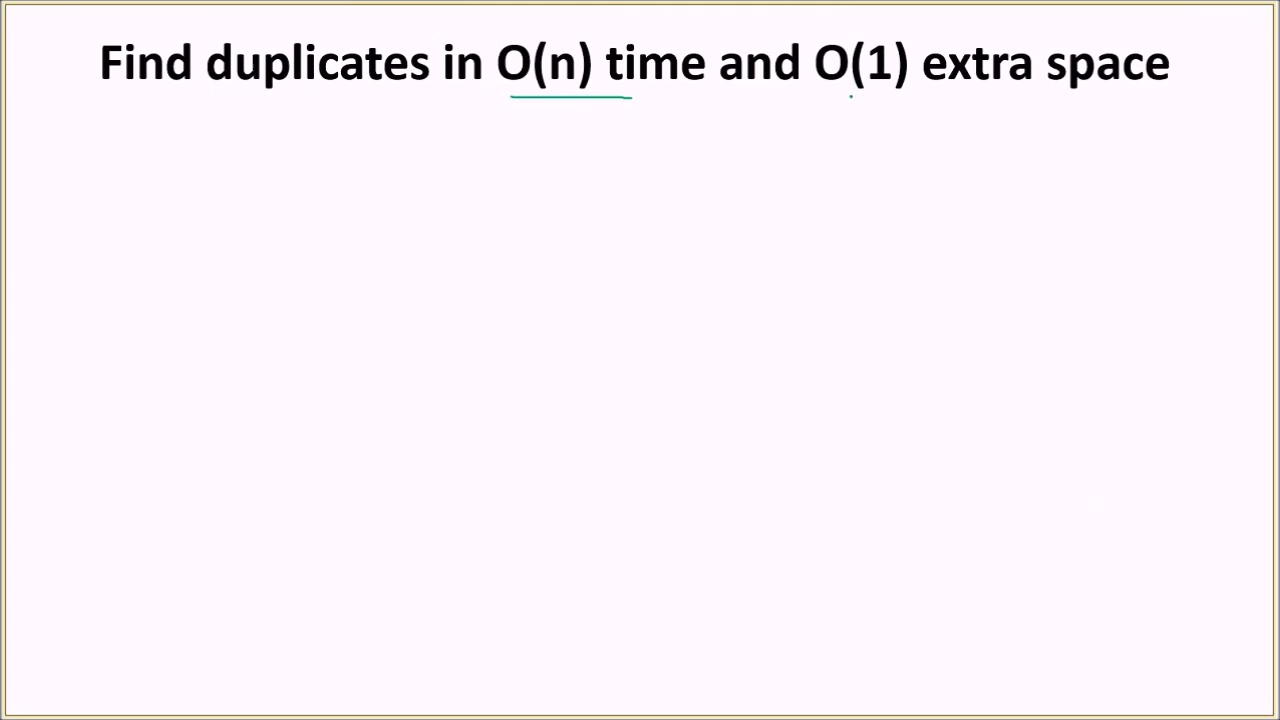 Find duplicates in O(n) time and O(1) extra space